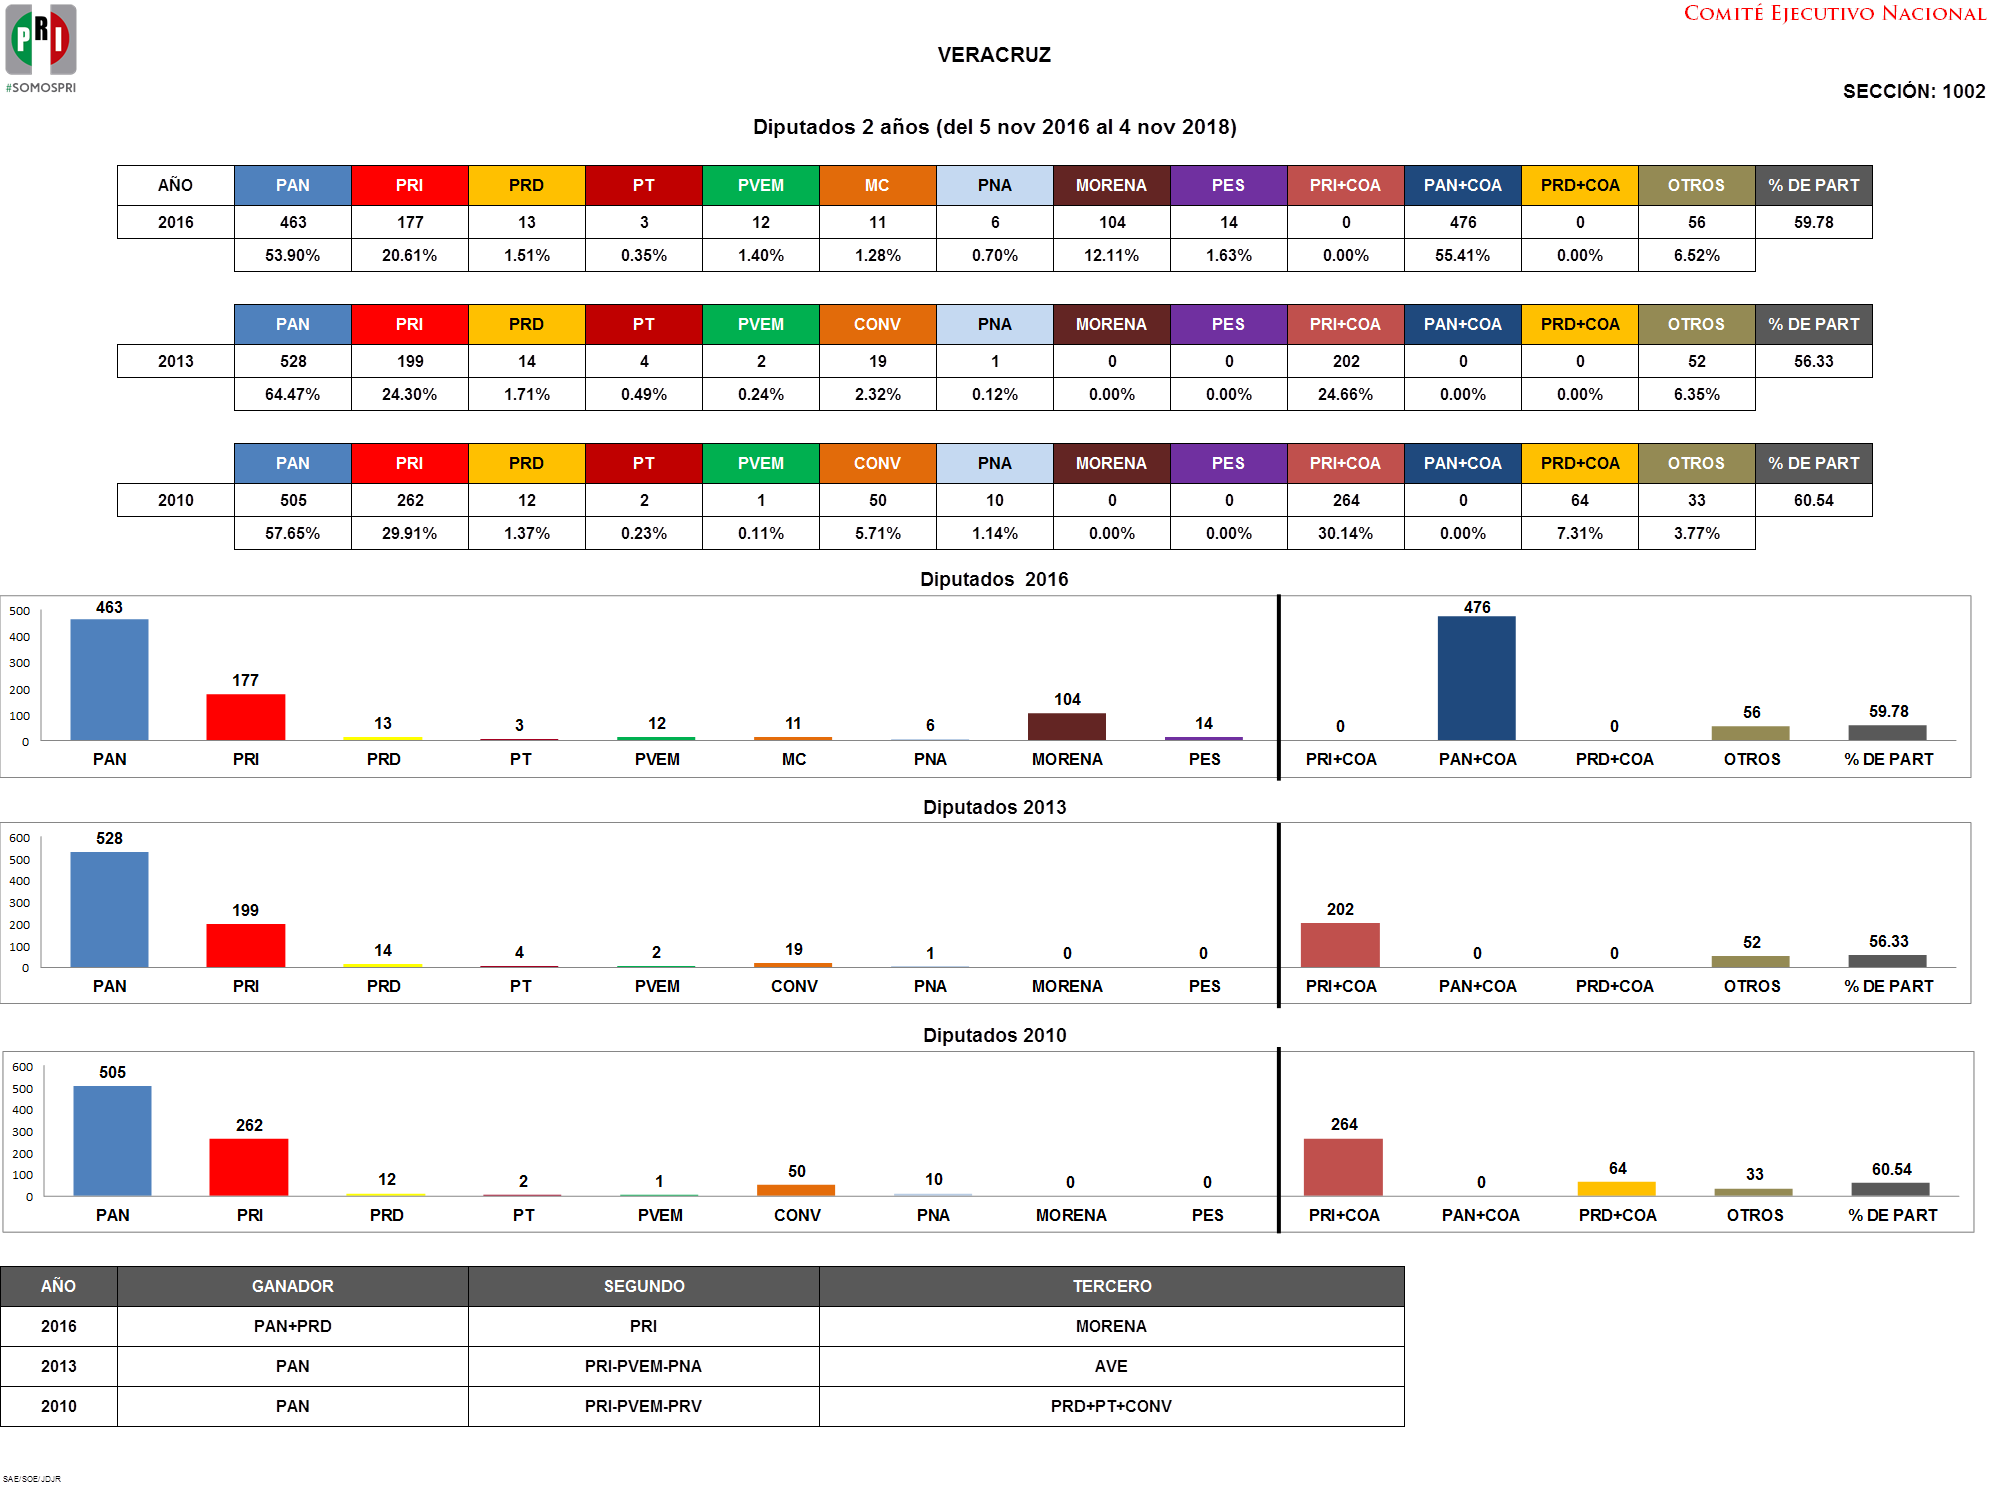 PRI
#SOMOSPRI
COMITÉ EJECUTIVO NACIONAL
VERACRUZ
SECCIÓN: 1002
Diputados 2 años (del 5 nov 2016 al 4 nov 2018)
AÑO PAN PRI PRD PT PVEM MC PNA MORENA PES PRI+COA PAN+COA PRD+COA OTROS % DE PART
2016 463 177 13 3 12 11 6 104 14 0 476 0 56 59.78
53.90% 20.61% 1.51% 0.35% 1.40% 1.28% 0.70% 12.11% 1.63% 0.00% 55.41% 0.00% 6.52%
PAN PRI PRD PT PVEM CONV PNA MORENA PES PRI+COA PAN+COA PRD+COA OTROS % DE PART
2013 528 199 14 4 2 19 1 0 0 202 0 0 52 56.33
64.47% 24.30% 1.71% 0.49% 0.24% 2.32% 0.12% 0.00% 0.00% 24.66% 0.00% 0.00% 6.35%
PAN PRI PRD PT PVEM CONV PNA MORENA PES PRI+COA PAN+COA PRD+COA OTROS % DE PART
2010 505 262 12 2 1 50 10 0 0 264 0 64 33 60.54
57.65% 29.91% 1.37% 0.23% 0.11% 5.71% 1.14% 0.00% 0.00% 30.14% 0.00% 7.31% 3.77%
Diputados 2016
500
400
300
200
100
0
463 177 13 3 12 11 6 104 14 0 476 0 56 59.78
PAN PRI PRD PT PVEM MC PNA MORENA PES PRI+COA PAN+COA PRD+COA OTROS % DE PART
Diputados 2013
600
500
400
300
200
100
0
528 199 14 4 2 19 1 0 0 202 0 0 52 56.33
PAN PRI PRD PT PVEM CONV PNA MORENA PES PRI+COA PAN+COA PRD+COA OTROS % DE PART
Diputados 2010
600
500
400
300
200
100
0
505 262 12 2 1 50 10 0 0 264 0 64 33 60.54
PAN PRI PRD PT PVEM CONV PNA MORENA PES PRI+COA PAN+COA PRD+COA OTROS % DE PART
AÑO GANADOR SEGUNDO TERCERO
2016 PAN+PRD PRI MORENA
2013 PAN PRI-PVEM-PNA AVE
2010 PAN PRI-PVEM-PRV PRD+PT+CONV
SAE/SOE/JDJR